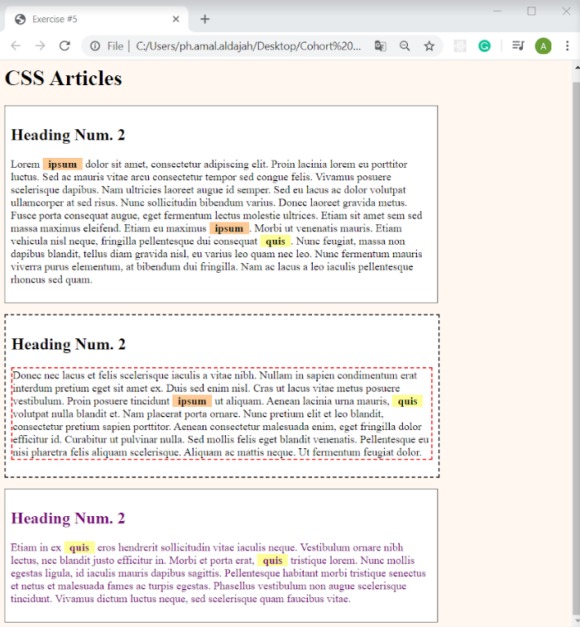 Exercise #5
File | C:/Users/ph.amal.aldajah/Desktop/Cohort%20...
A
CSS Articles
Heading Num. 2
Lorem ipsum dolor sit amet, consectetur adipiscing elit. Proin lacinia lorem eu porttitor
luctus. Sed ac mauris vitae arcu consectetur tempor sed congue felis. Vivamus posuere
scelerisque dapibus. Nam ultricies laoreet augue id semper. Sed eu lacus ac dolor volutpat
ullamcorper at sed risus. Nunc sollicitudin bibendum varius. Donec laoreet gravida metus.
Fusce porta consequat augue, eget fermentum lectus molestie ultrices. Etiam sit amet sem sed
massa maximus eleifend. Etiam eu maximus ipsum . Morbi ut venenatis mauris. Etiam
vehicula nisl neque, fringilla pellentesque dui consequat quis . Nunc feugiat, massa non
dapibus blandit, tellus diam gravida nisl, eu varius leo quam nec leo. Nunc fermentum mauris
viverra purus elementum, at bibendum dui fringilla. Nam ac lacus a leo iaculis pellentesque
rhoncus sed quam.
Heading Num. 2
Donec nec lacus et felis scelerisque iaculis a vitae nibh. Nullam in sapien condimentum erat
interdum pretium eget sit amet ex. Duis sed enim nisl. Cras ut lacus vitae metus posuere
vestibulum. Proin posuere tincidunt ipsum ut aliquam. Aenean lacinia urna mauris, quis
volutpat nulla blandit et. Nam placerat porta ornare. Nunc pretium elit et leo blandit,
consectetur pretium sapien porttitor. Aenean consectetur malesuada enim, eget fringilla dolor
efficitur id. Curabitur ut pulvinar nulla. Sed mollis felis eget blandit venenatis. Pellentesque eu
nisi pharetra felis aliquam scelerisque. Aliquam ac mattis neque. Ut fermentum feugiat dolor.
Heading Num. 2
Etiam in ex quis eros hendrerit sollicitudin vitae iaculis neque. Vestibulum ornare nibh
lectus, nec blandit justo efficitur in. Morbi et porta erat, quis tristique lorem. Nunc mollis
egestas ligula, id iaculis mauris dapibus sagittis. Pellentesque habitant morbi tristique senectus
et netus et malesuada fames ac turpis egestas. Phasellus vestibulum non augue scelerisque
tincidunt. Vivamus dictum luctus neque, sed scelerisque quam faucibus vitae.